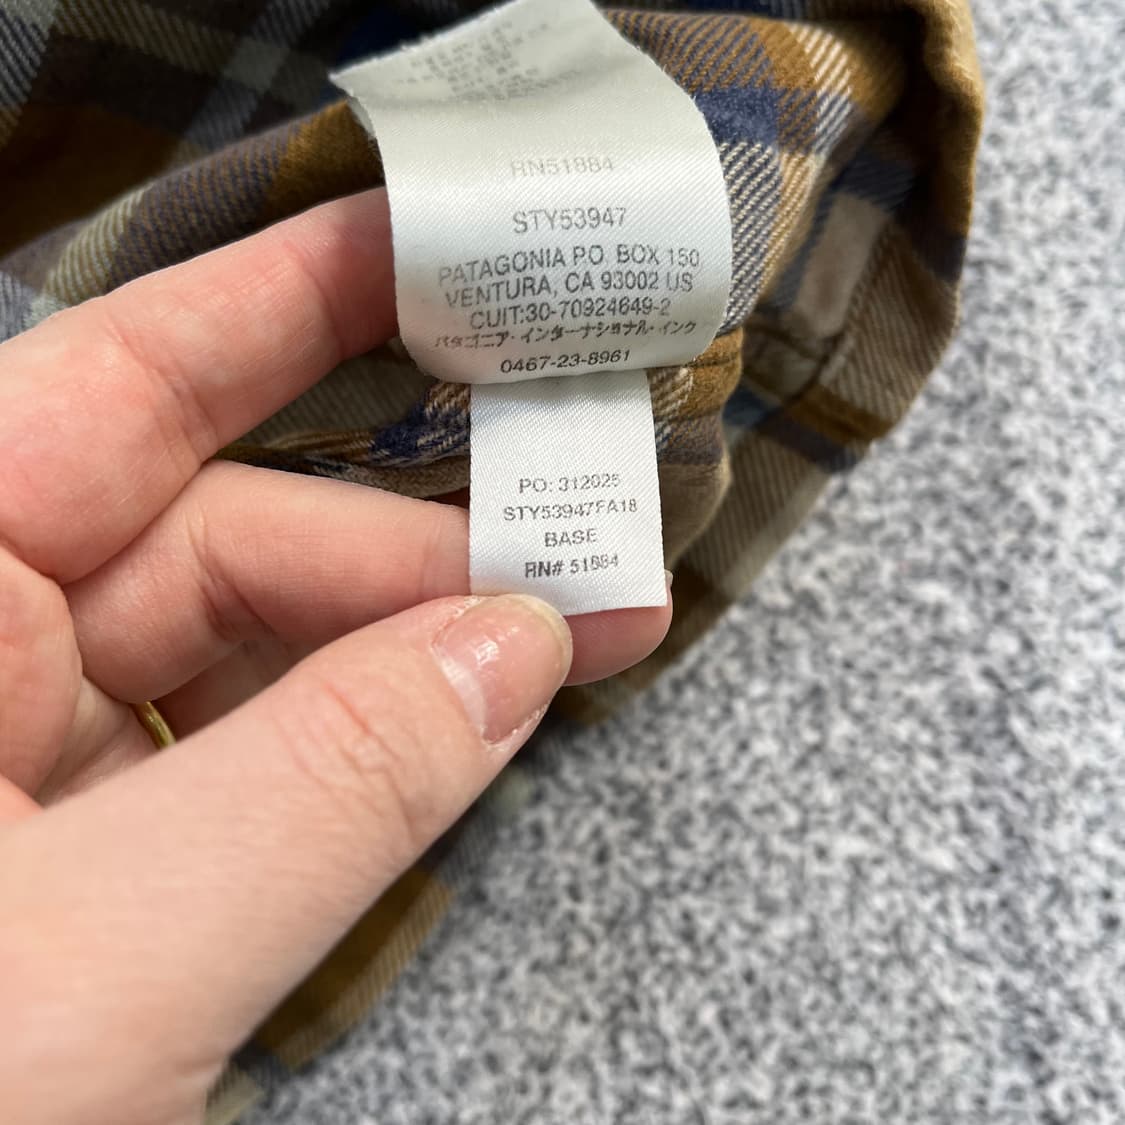 RN51884
STY53947
PATAGONIA P.O. BOX 150
VENTURA, CA 93002 US
CUIT:30-70924649-2
パタゴニア・インターナショナル・インク
0467-23-8961
PO: 312025
STY53947FA18
BASE
RN# 51884